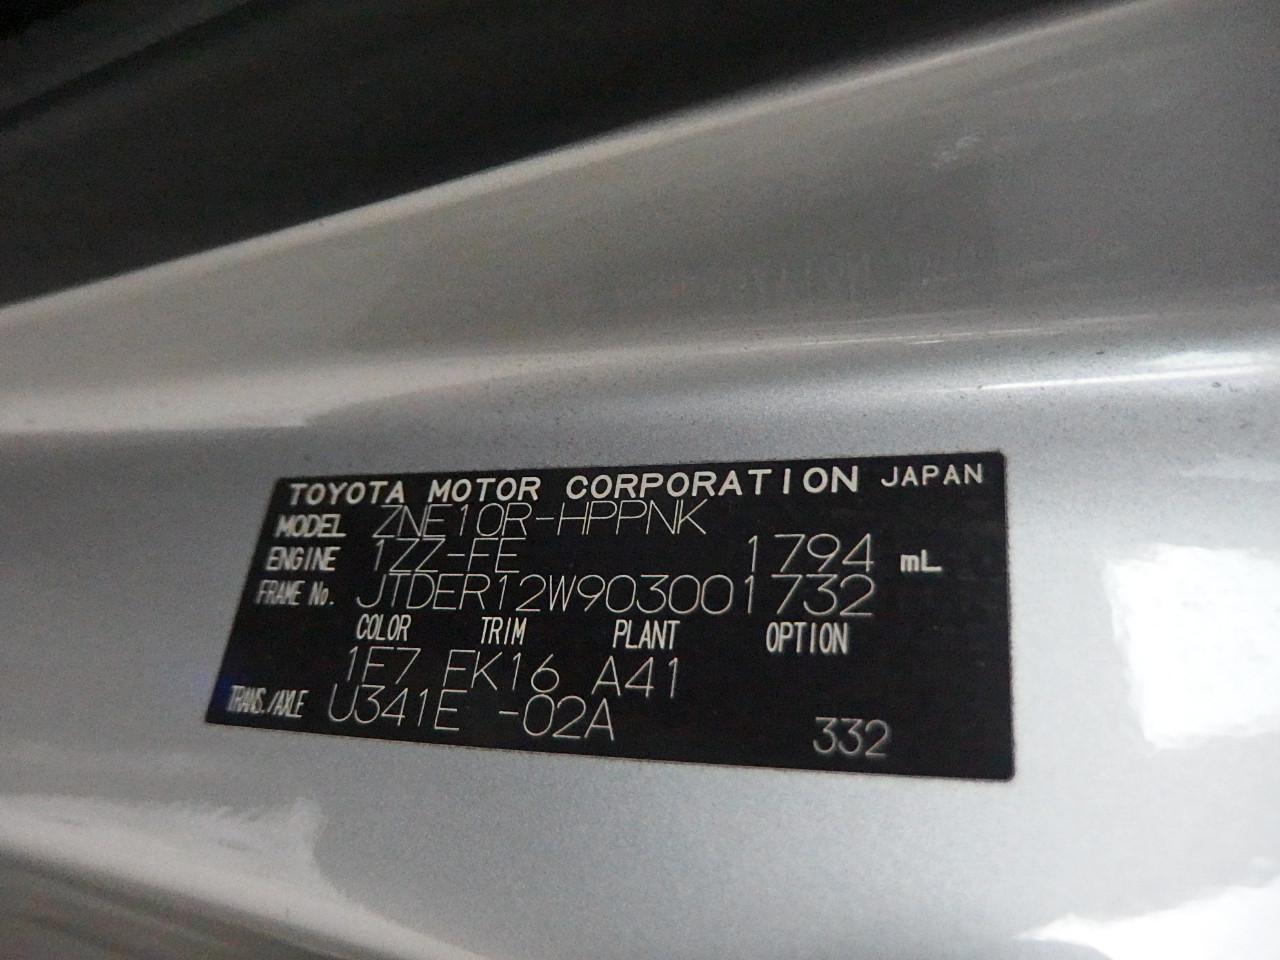 TOYOTA MOTOR CORPORATION JAPAN
MODEL ZNE10R-HPPNK
ENGINE 1ZZ-FE 1794 mL
FRAME No. JTDER12W903001732
COLOR TRIM PLANT OPTION
1E7 FK16 A41
TRANS./AXLE U341E -02A 332